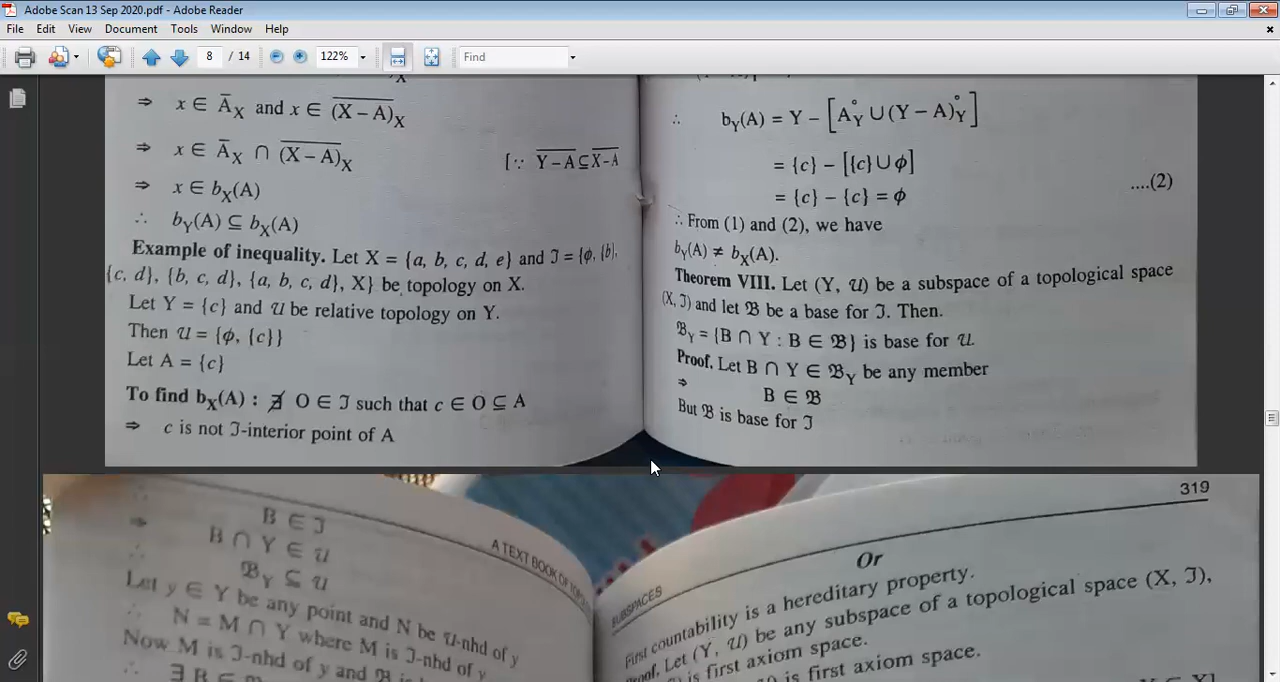 Adobe Scan 13 Sep 2020.pdf - Adobe Reader
File Edit View Document Tools Window Help
8 / 14 122% Find
⇒ x ∈ Ā_X and x ∈ \overline{(X – A)}_X
⇒ x ∈ Ā_X ∩ \overline{(X – A)}_X [∵ \overline{Y–A} ⊆ \overline{X–A}
⇒ x ∈ b_X(A)
∴ b_Y(A) ⊆ b_X(A)
Example of inequality. Let X = {a, b, c, d, e} and ℑ = {ϕ, {b},
{c, d}, {b, c, d}, {a, b, c, d}, X} be topology on X.
Let Y = {c} and 𝒰 be relative topology on Y.
Then 𝒰 = {ϕ, {c}}
Let A = {c}
To find b_X(A) : ∄ O ∈ ℑ such that c ∈ O ⊆ A
⇒ c is not ℑ-interior point of A
∴ b_Y(A) = Y – [A°_Y ∪ (Y – A)°_Y]
= {c} – [{c} ∪ ϕ]
= {c} – {c} = ϕ ....(2)
∴ From (1) and (2), we have
b_Y(A) ≠ b_X(A).
Theorem VIII. Let (Y, 𝒰) be a subspace of a topological space
(X, ℑ) and let 𝔅 be a base for ℑ. Then.
𝔅_Y = {B ∩ Y : B ∈ 𝔅} is base for 𝒰.
Proof. Let B ∩ Y ∈ 𝔅_Y be any member
⇒ B ∈ 𝔅
But 𝔅 is base for ℑ
A TEXT BOOK OF
∴ B ∈ ℑ
⇒ B ∩ Y ∈ 𝒰
∴ 𝔅_Y ⊆ 𝒰
Let y ∈ Y be any point and N be 𝒰-nhd of y
∴ N = M ∩ Y where M is ℑ-nhd of y
Now M is ℑ-nhd of y and 𝔅 is
∴ ∃ B ∈
SUBSPACES 319
Or
First countability is a hereditary property.
Proof. Let (Y, 𝒰) be any subspace of a topological space (X, ℑ),
is first axiom space.
is first axiom space.